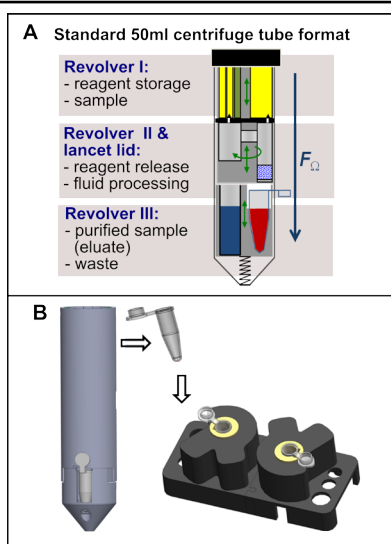 A Standard 50ml centrifuge tube format
Revolver I:
- reagent storage
- sample
Revolver II &
lancet lid:
- reagent release
- fluid processing
Revolver III:
- purified sample
(eluate)
- waste
FΩ
B